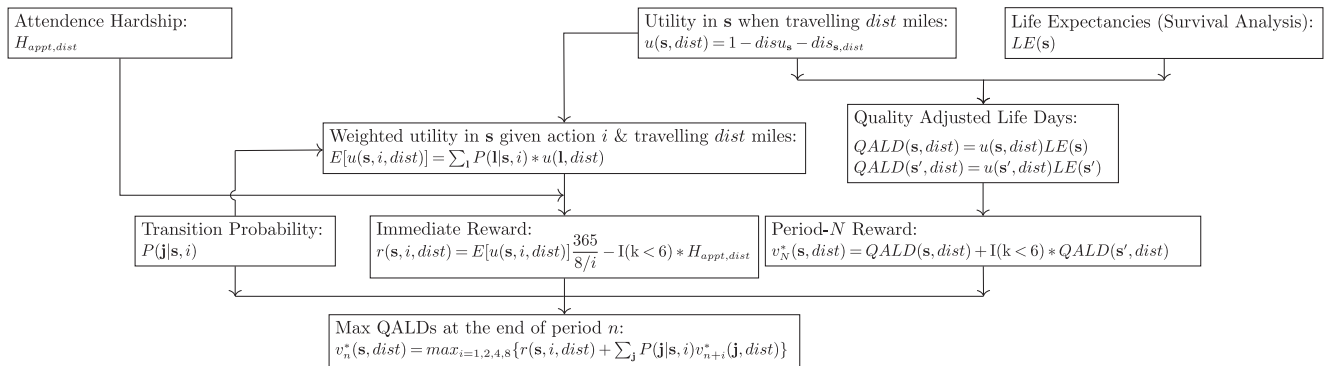 Attendence Hardship:
H_{appt,dist}
Utility in s when travelling dist miles:
u(s, dist) = 1 − disu_s − dis_{s,dist}
Life Expectancies (Survival Analysis):
LE(s)
Weighted utility in s given action i & travelling dist miles:
E[u(s, i, dist)] = ∑_l P(l|s, i) * u(l, dist)
Quality Adjusted Life Days:
QALD(s, dist) = u(s, dist)LE(s)
QALD(s′, dist) = u(s′, dist)LE(s′)
Transition Probability:
P(j|s, i)
Immediate Reward:
r(s, i, dist) = E[u(s, i, dist)] \frac{365}{8/i} − I(k < 6) * H_{appt,dist}
Period-N Reward:
v*_N(s, dist) = QALD(s, dist) + I(k < 6) * QALD(s′, dist)
Max QALDs at the end of period n:
v*_n(s, dist) = max_{i=1,2,4,8}{r(s, i, dist) + ∑_j P(j|s, i)v*_{n+i}(j, dist)}